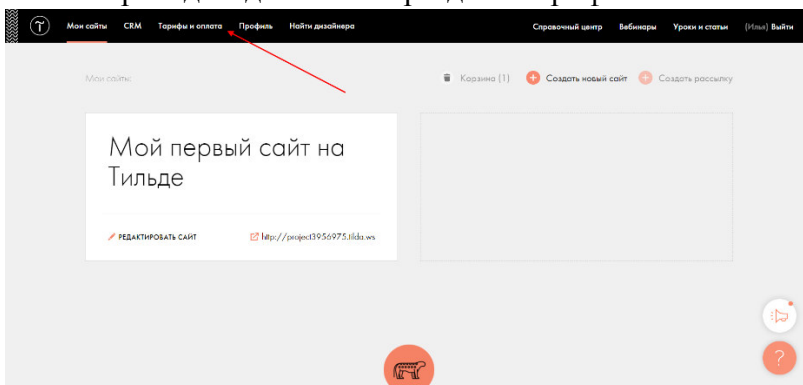 Мои сайты CRM Тарифы и оплата Профиль Найти дизайнера Справочный центр Вебинары Уроки и статьи (Илья) Выйти
Мои сайты: Корзина (1) Создать новый сайт Создать рассылку
Мой первый сайт на
Тильде
РЕДАКТИРОВАТЬ САЙТ http://project3956975.tilda.ws
?